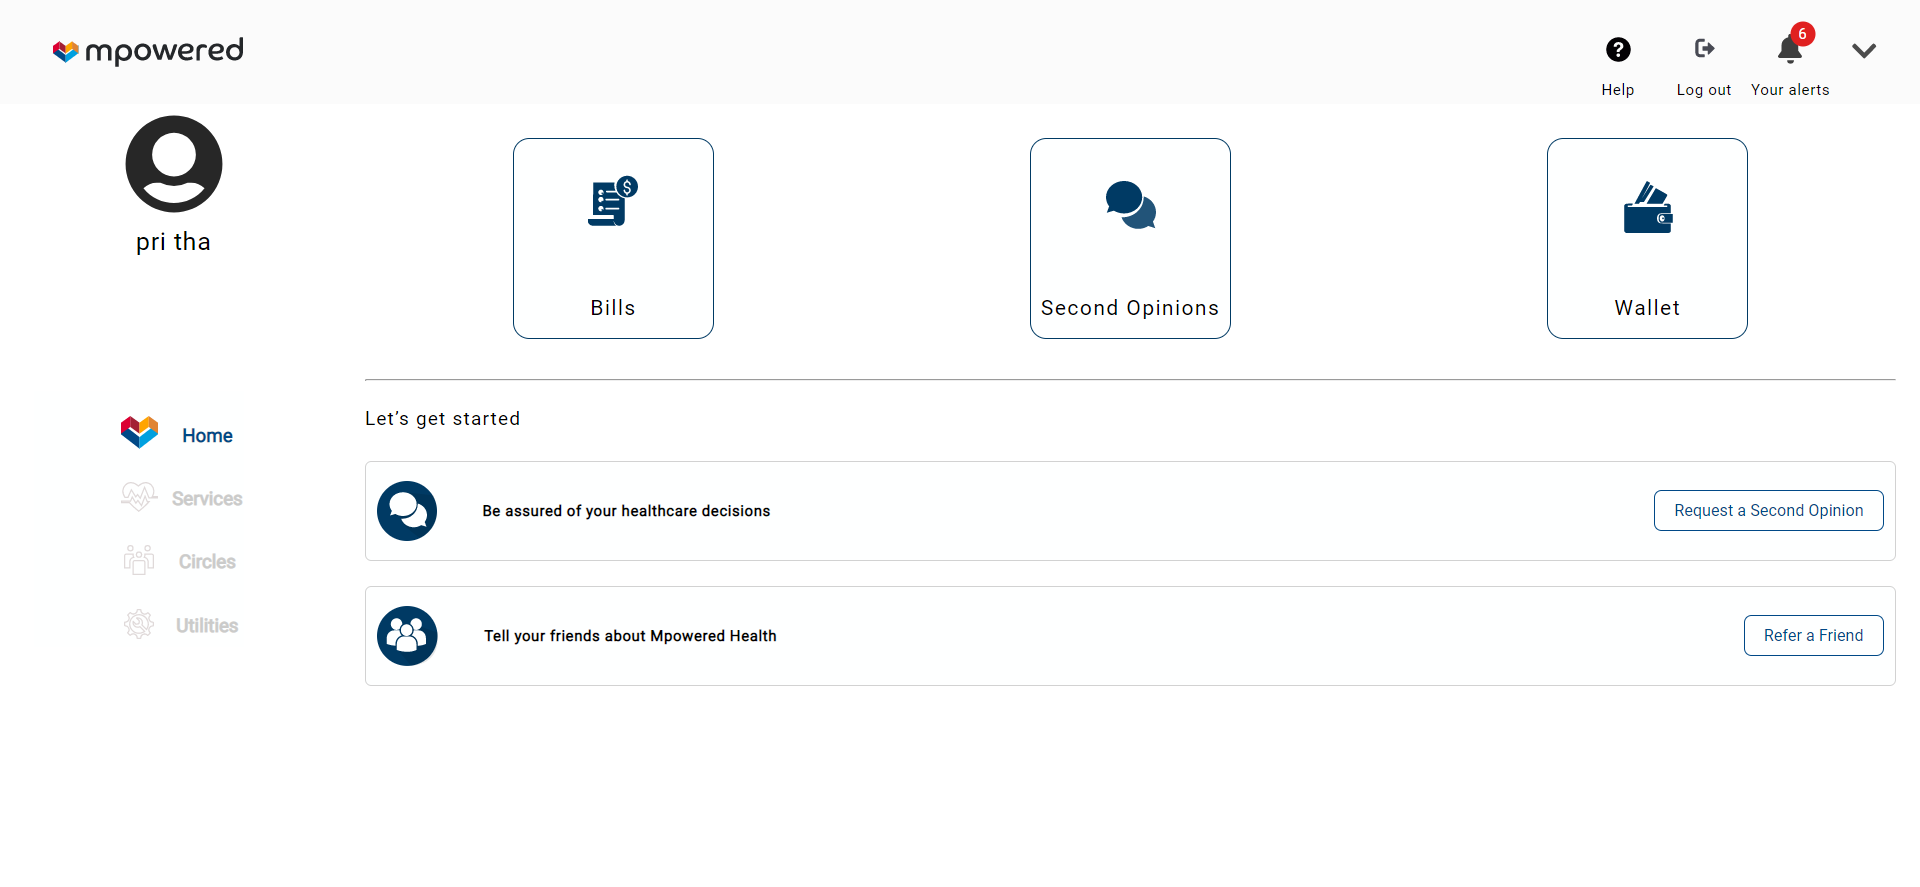 mpowered
6
Help
Log out
Your alerts
pri tha
$
Bills
Second Opinions
Wallet
Home
Services
Circles
Utilities
Let’s get started
Be assured of your healthcare decisions
Request a Second Opinion
Tell your friends about Mpowered Health
Refer a Friend